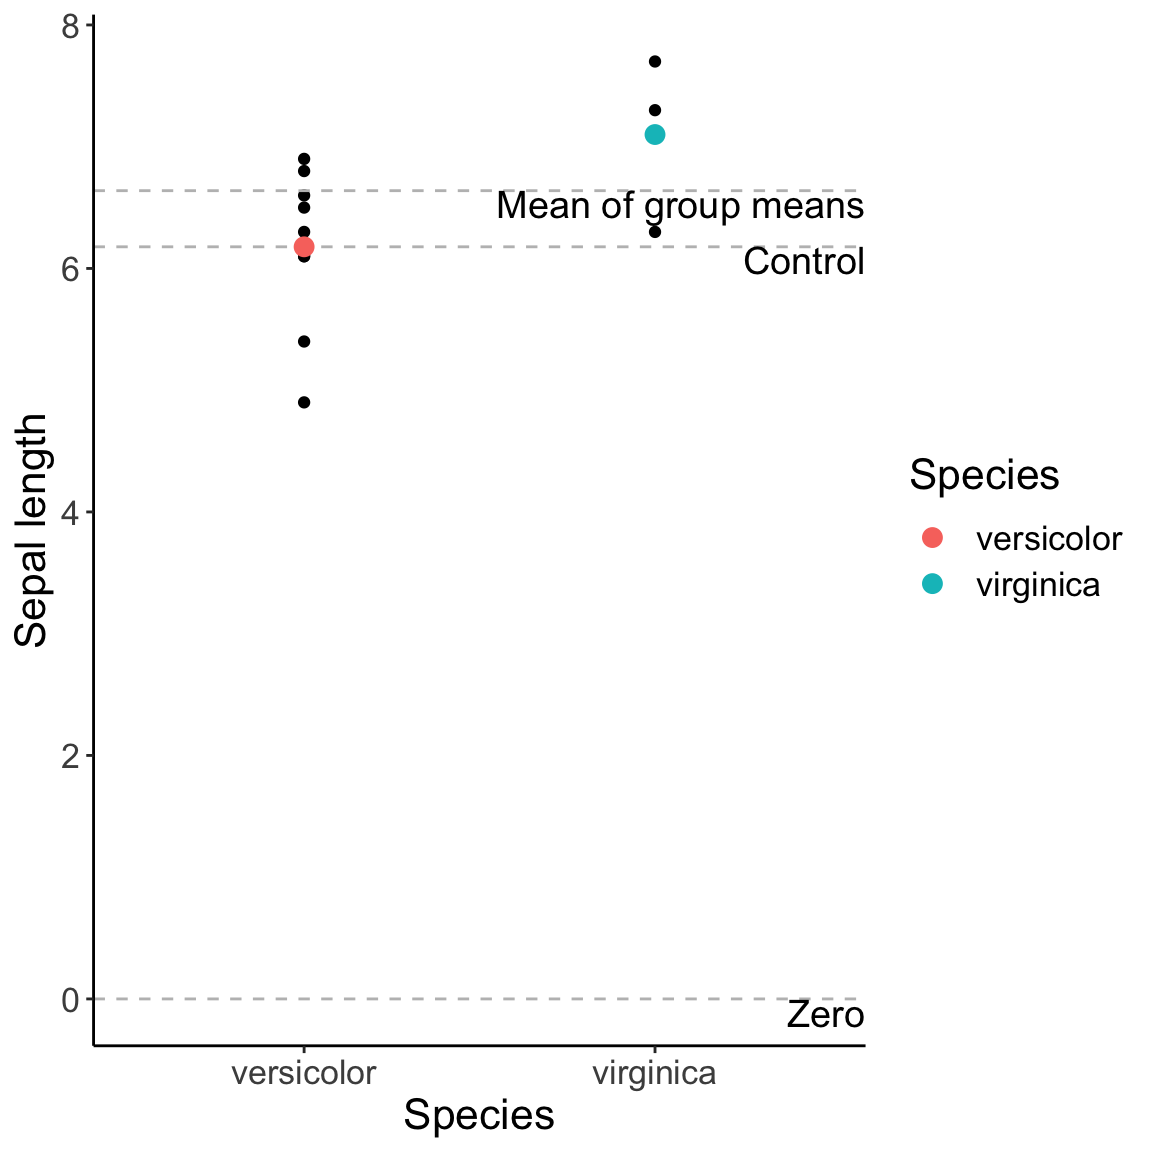 8
6
4
2
0
Sepal length
Mean of group means
Control
Zero
versicolor
virginica
Species
Species
versicolor
virginica